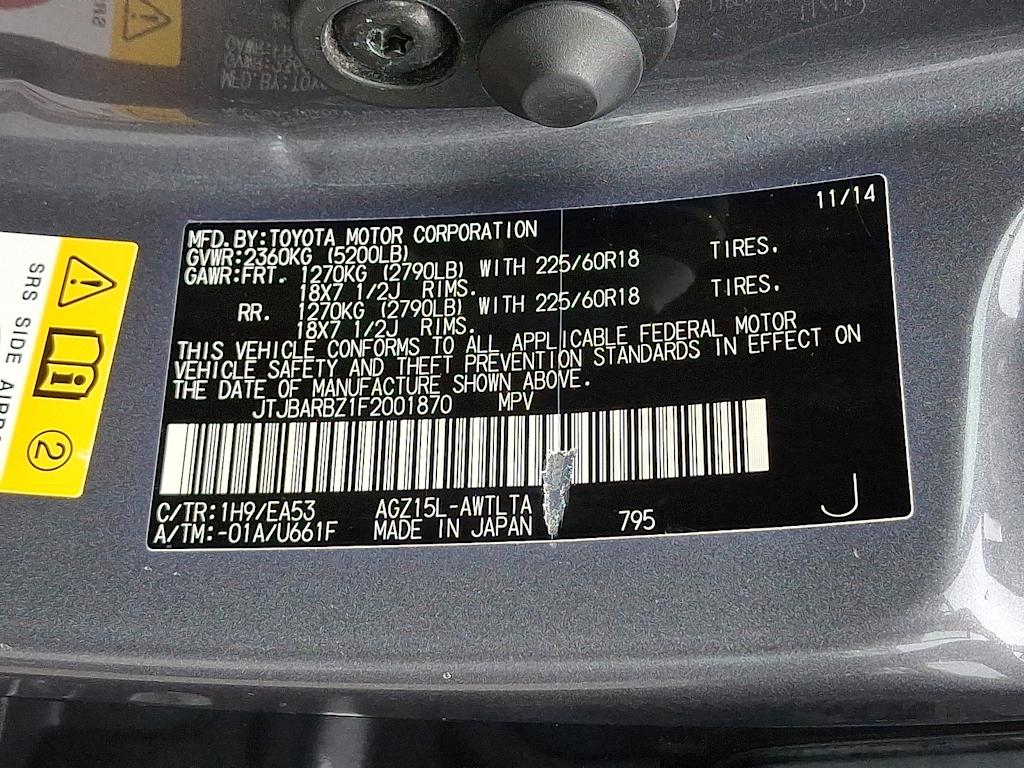 11/14
MFD. BY:TOYOTA MOTOR CORPORATION
GVWR:2360KG (5200LB)
GAWR:FRT. 1270KG (2790LB) WITH 225/60R18 TIRES.
18X7 1/2J RIMS.
RR. 1270KG (2790LB) WITH 225/60R18 TIRES.
18X7 1/2J RIMS.
THIS VEHICLE CONFORMS TO ALL APPLICABLE FEDERAL MOTOR
VEHICLE SAFETY AND THEFT PREVENTION STANDARDS IN EFFECT ON
THE DATE OF MANUFACTURE SHOWN ABOVE.
JTJBARBZ1F2001870 MPV
C/TR:1H9/EA53 AGZ15L-AWTLTA
A/TM:-01A/U661F MADE IN JAPAN 795 J
SRS SIDE
2